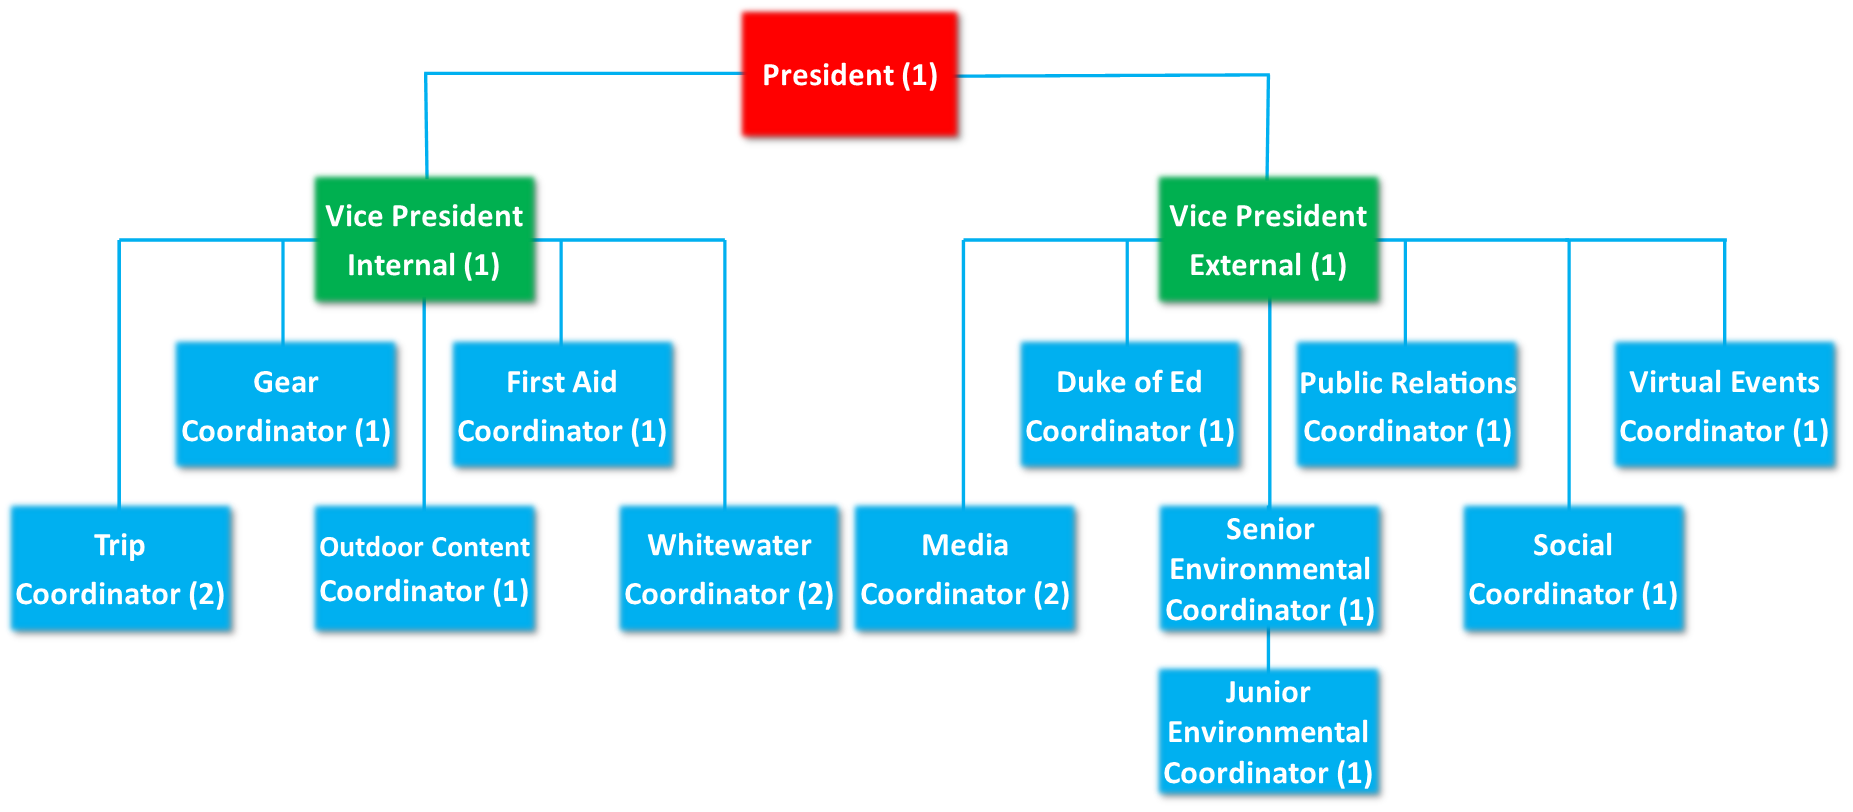 President (1)
Vice President
Internal (1)
Vice President
External (1)
Gear
Coordinator (1)
First Aid
Coordinator (1)
Duke of Ed
Coordinator (1)
Public Relations
Coordinator (1)
Virtual Events
Coordinator (1)
Trip
Coordinator (2)
Outdoor Content
Coordinator (1)
Whitewater
Coordinator (2)
Media
Coordinator (2)
Senior
Environmental
Coordinator (1)
Social
Coordinator (1)
Junior
Environmental
Coordinator (1)